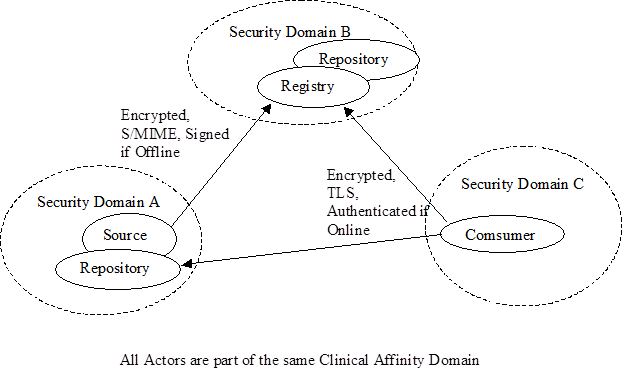 Security Domain B
Repository
Registry
Encrypted,
S/MIME, Signed
if Offline
Encrypted,
TLS,
Authenticated if
Online
Security Domain C
Comsumer
Security Domain A
Source
Repository
All Actors are part of the same Clinical Affinity Domain